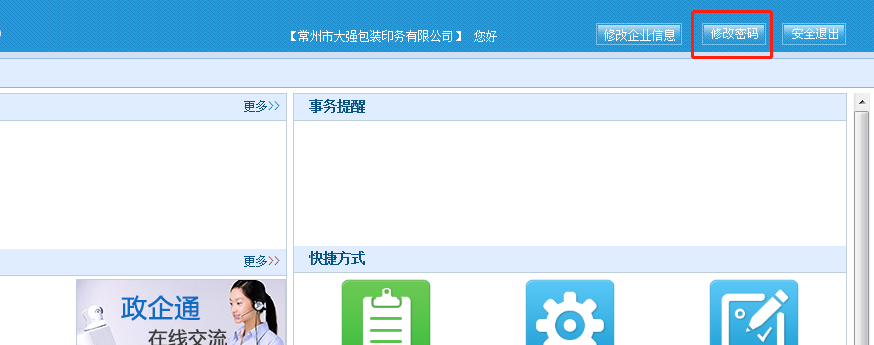 【常州市大强包装印务有限公司】 您好
修改企业信息
修改密码
安全退出
更多>>
事务提醒
更多>>
快捷方式
政企通
在线交流